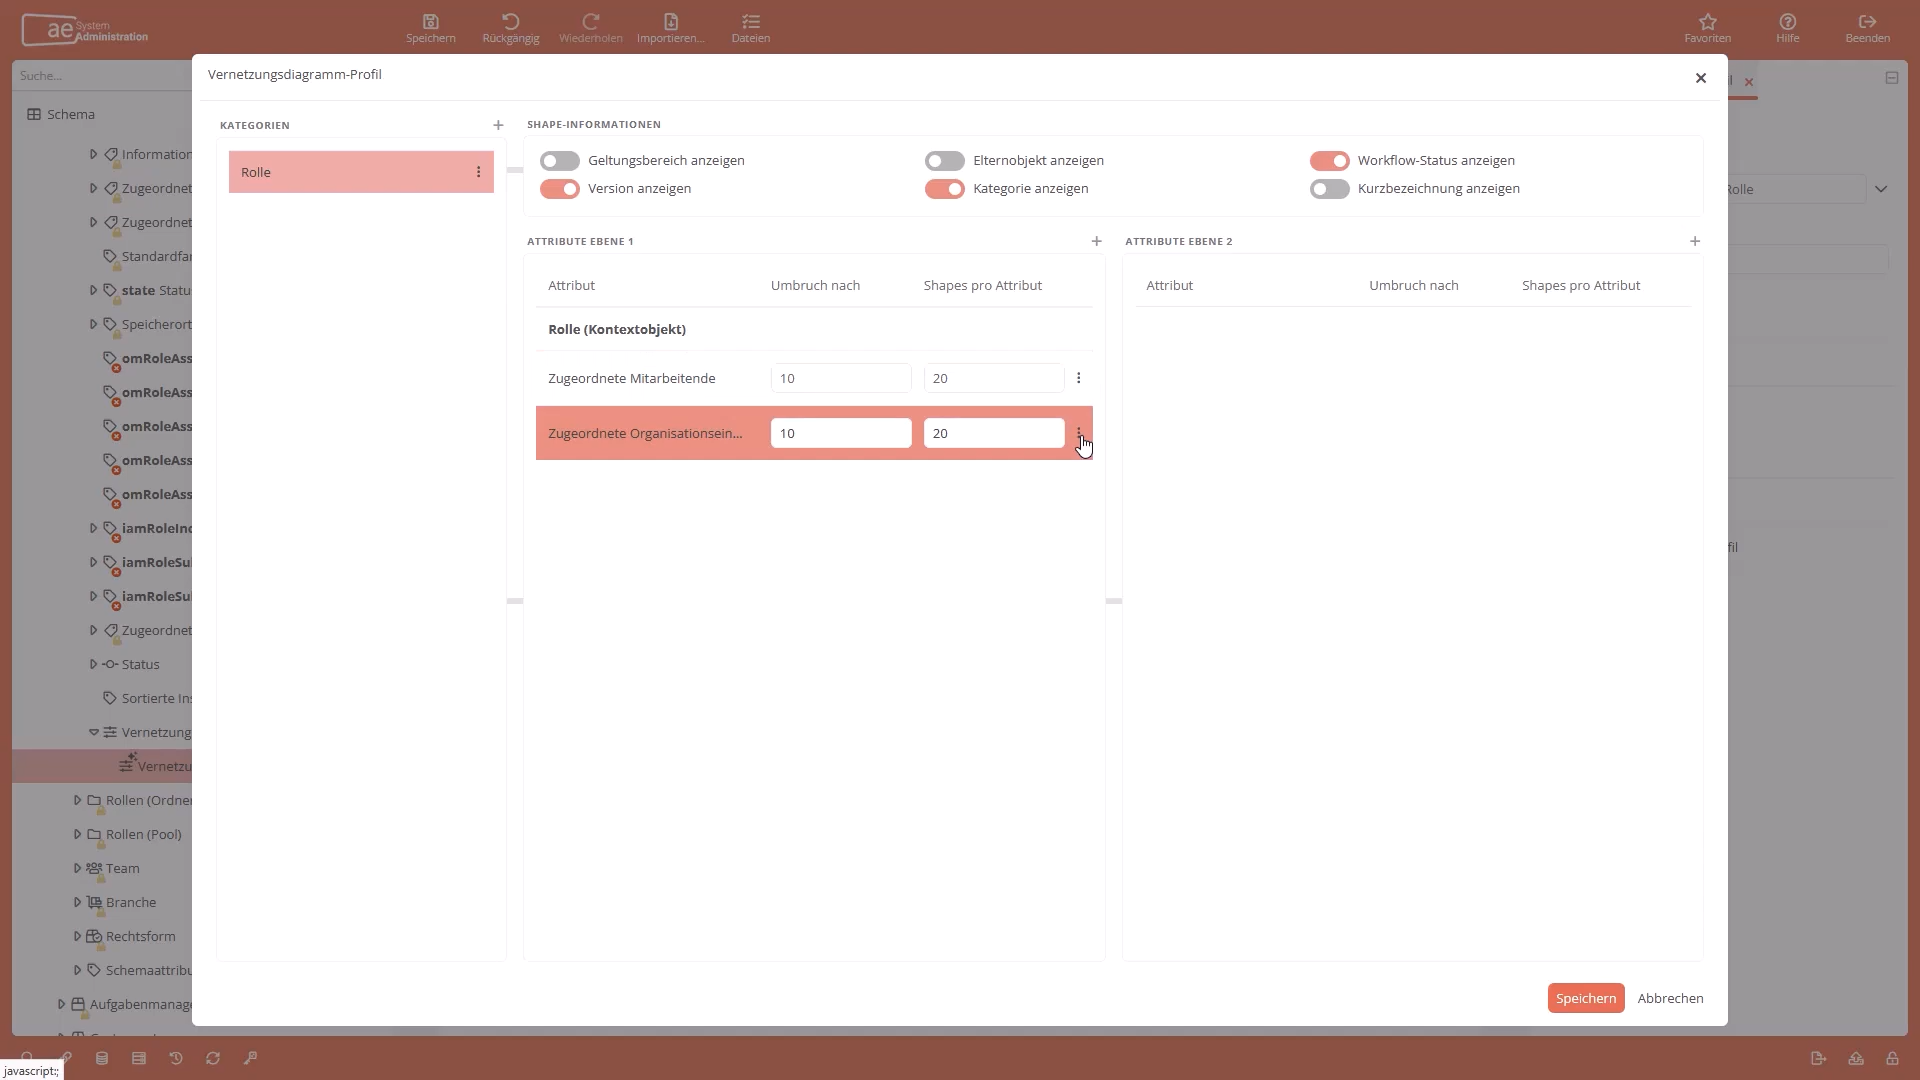 ae System Administration
Speichern
Rückgängig
Wiederholen
Importieren...
Dateien
Favoriten
Hilfe
Beenden
Suche...
Schema
Information
Zugeordnet
Zugeordnet
Standardfar
state Statu
Speicherort
omRoleAss
omRoleAss
omRoleAss
omRoleAss
omRoleAss
iamRoleInc
iamRoleSu
iamRoleSu
Zugeordnet
Status
Sortierte Ins
Vernetzung
Vernetzu
Rollen (Ordner
Rollen (Pool)
Team
Branche
Rechtsform
Schemaattribu
Aufgabenmanage
Vernetzungsdiagramm-Profil
KATEGORIEN
Rolle
SHAPE-INFORMATIONEN
Geltungsbereich anzeigen
Elternobjekt anzeigen
Workflow-Status anzeigen
Version anzeigen
Kategorie anzeigen
Kurzbezeichnung anzeigen
ATTRIBUTE EBENE 1
Attribut Umbruch nach Shapes pro Attribut
Rolle (Kontextobjekt)
Zugeordnete Mitarbeitende 10 20
Zugeordnete Organisationsein... 10 20
ATTRIBUTE EBENE 2
Attribut Umbruch nach Shapes pro Attribut
Speichern
Abbrechen
Rolle
fil
javascript:;